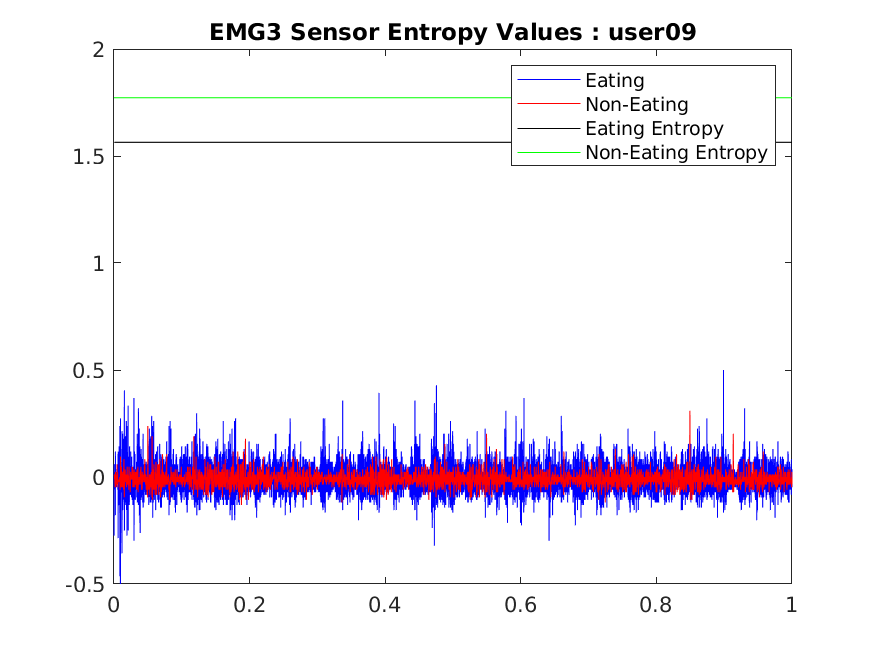 EMG3 Sensor Entropy Values : user09
2
Eating
Non-Eating
Eating Entropy
Non-Eating Entropy
1.5
1
0.5
0
-0.5
0 0.2 0.4 0.6 0.8 1